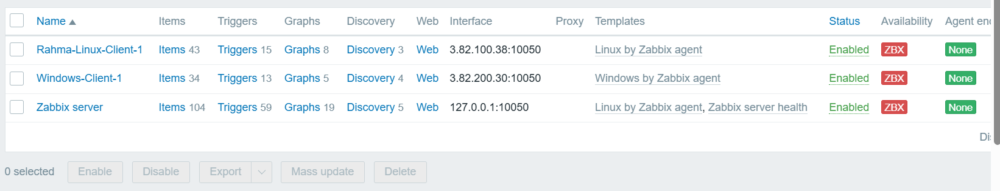 Name Items Triggers Graphs Discovery Web Interface Proxy Templates Status Availability Agent
Rahma-Linux-Client-1 Items 43 Triggers 15 Graphs 8 Discovery 3 Web 3.82.100.38:10050 Linux by Zabbix agent Enabled ZBX None
Windows-Client-1 Items 34 Triggers 13 Graphs 5 Discovery 4 Web 3.82.200.30:10050 Windows by Zabbix agent Enabled ZBX None
Zabbix server Items 104 Triggers 59 Graphs 19 Discovery 5 Web 127.0.0.1:10050 Linux by Zabbix agent, Zabbix server health Enabled ZBX None
0 selected Enable Disable Export Mass update Delete